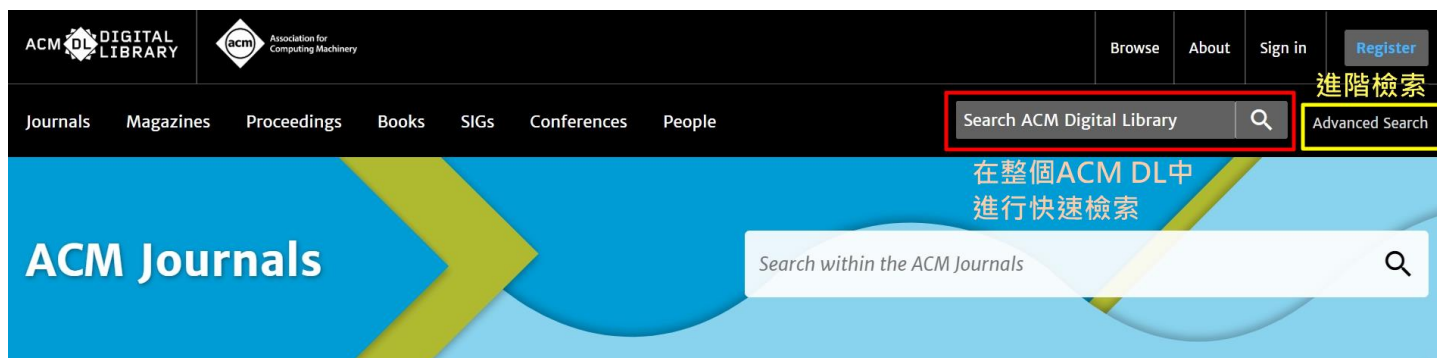 ACM DL DIGITAL LIBRARY
acm Association for Computing Machinery
Browse About Sign in Register
進階檢索
Journals Magazines Proceedings Books SIGs Conferences People Search ACM Digital Library Advanced Search
在整個ACM DL中
進行快速檢索
ACM Journals
Search within the ACM Journals